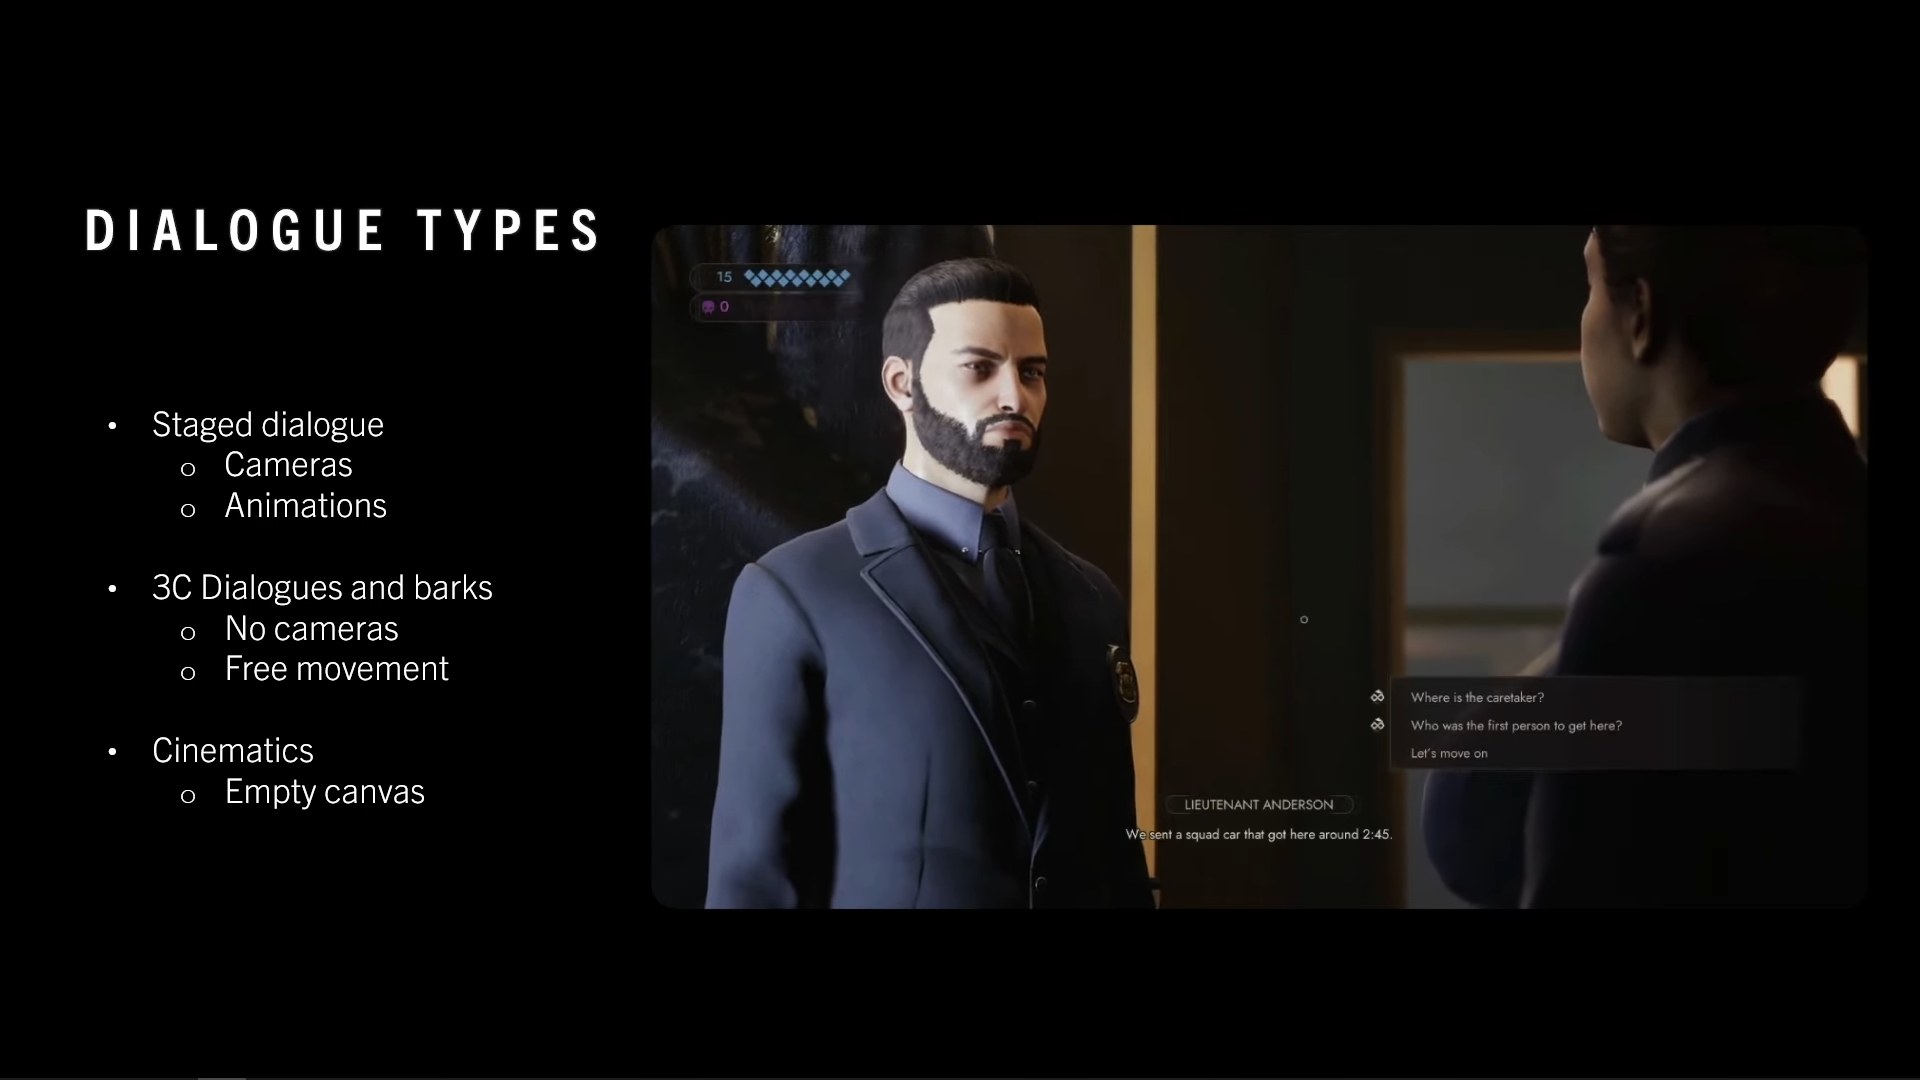 DIALOGUE TYPES
• Staged dialogue
o Cameras
o Animations
• 3C Dialogues and barks
o No cameras
o Free movement
• Cinematics
o Empty canvas
15
0
Where is the caretaker?
Who was the first person to get here?
Let's move on
LIEUTENANT ANDERSON
We sent a squad car that got here around 2:45.